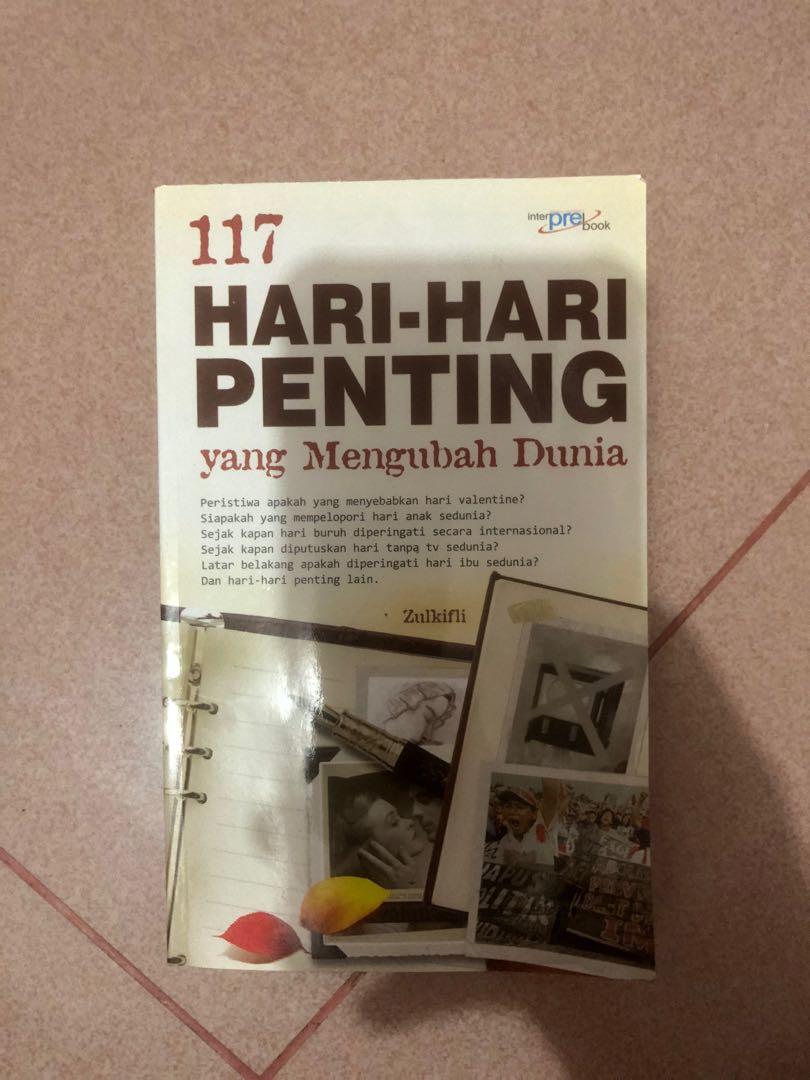 117
interprebook
HARI-HARI
PENTING
yang Mengubah Dunia
Peristiwa apakah yang menyebabkan hari valentine?
Siapakah yang mempelopori hari anak sedunia?
Sejak kapan hari buruh diperingati secara internasional?
Sejak kapan diputuskan hari tanpa tv sedunia?
Latar belakang apakah diperingati hari ibu sedunia?
Dan hari-hari penting lain.
Zulkifli